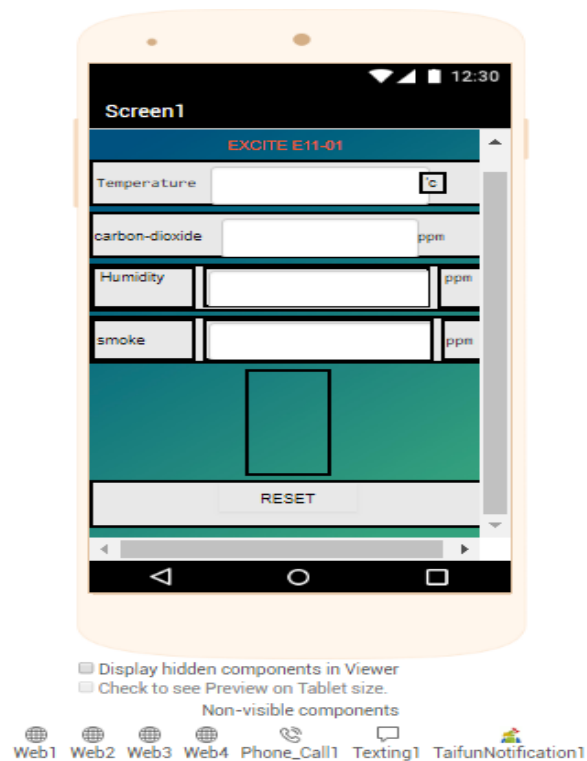 12:30
Screen1
EXCITE E11-01
Temperature 'c
carbon-dioxide ppm
Humidity ppm
smoke ppm
RESET
Display hidden components in Viewer
Check to see Preview on Tablet size.
Non-visible components
Web1 Web2 Web3 Web4 Phone_Call1 Texting1 TaifunNotification1